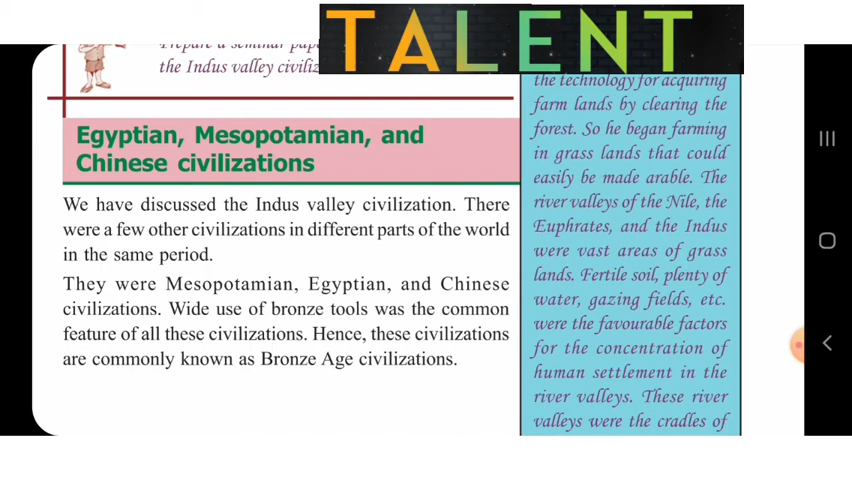 TALENT
Prepare a seminar pape
the Indus valley civiliz
Egyptian, Mesopotamian, and
Chinese civilizations
We have discussed the Indus valley civilization. There
were a few other civilizations in different parts of the world
in the same period.
They were Mesopotamian, Egyptian, and Chinese
civilizations. Wide use of bronze tools was the common
feature of all these civilizations. Hence, these civilizations
are commonly known as Bronze Age civilizations.
the technology for acquiring
farm lands by clearing the
forest. So he began farming
in grass lands that could
easily be made arable. The
river valleys of the Nile, the
Euphrates, and the Indus
were vast areas of grass
lands. Fertile soil, plenty of
water, gazing fields, etc.
were the favourable factors
for the concentration of
human settlement in the
river valleys. These river
valleys were the cradles of